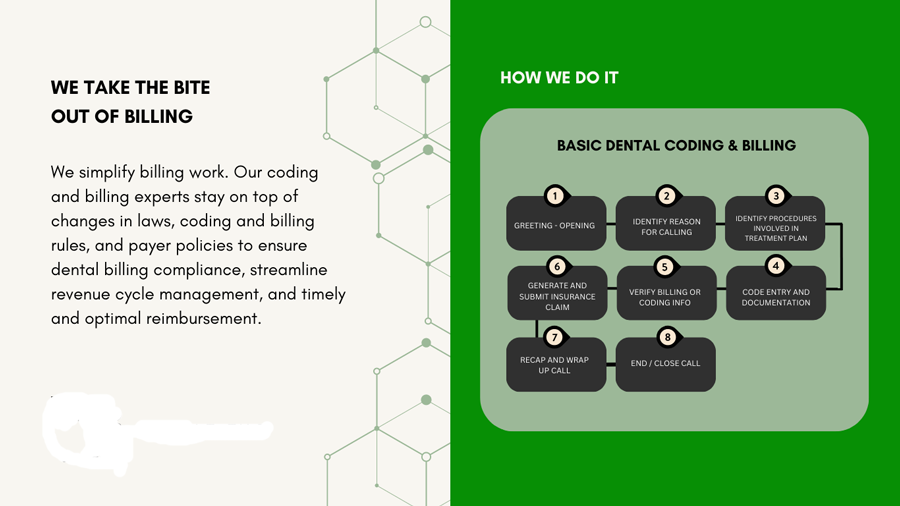 WE TAKE THE BITE
OUT OF BILLING
We simplify billing work. Our coding
and billing experts stay on top of
changes in laws, coding and billing
rules, and payer policies to ensure
dental billing compliance, streamline
revenue cycle management, and timely
and optimal reimbursement.
HOW WE DO IT
BASIC DENTAL CODING & BILLING
1
GREETING - OPENING
2
IDENTIFY REASON
FOR CALLING
3
IDENTIFY PROCEDURES
INVOLVED IN
TREATMENT PLAN
4
CODE ENTRY AND
DOCUMENTATION
5
VERIFY BILLING OR
CODING INFO
6
GENERATE AND
SUBMIT INSURANCE
CLAIM
7
RECAP AND WRAP
UP CALL
8
END / CLOSE CALL